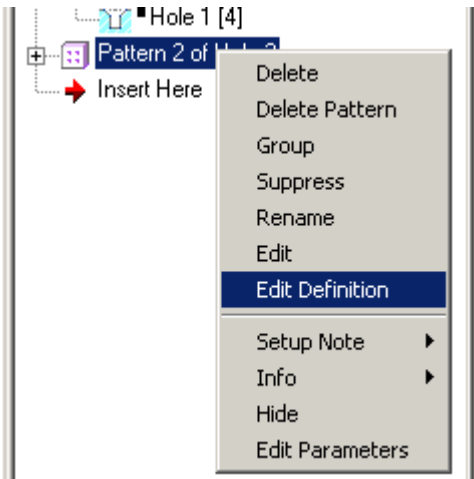 Hole 1 [4]
Pattern 2 of
Insert Here
Delete
Delete Pattern
Group
Suppress
Rename
Edit
Edit Definition
Setup Note
Info
Hide
Edit Parameters